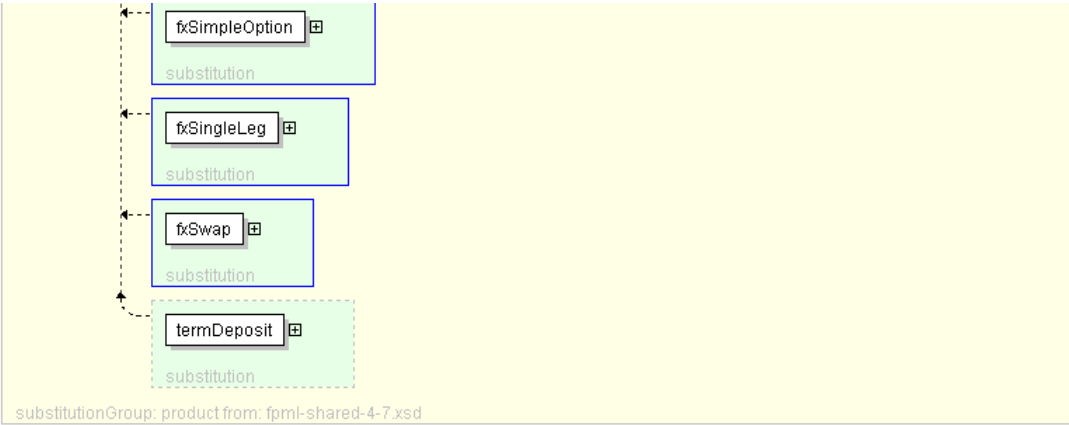 fxSimpleOption
substitution
fxSingleLeg
substitution
fxSwap
substitution
termDeposit
substitution
substitutionGroup: product from: fpml-shared-4-7.xsd